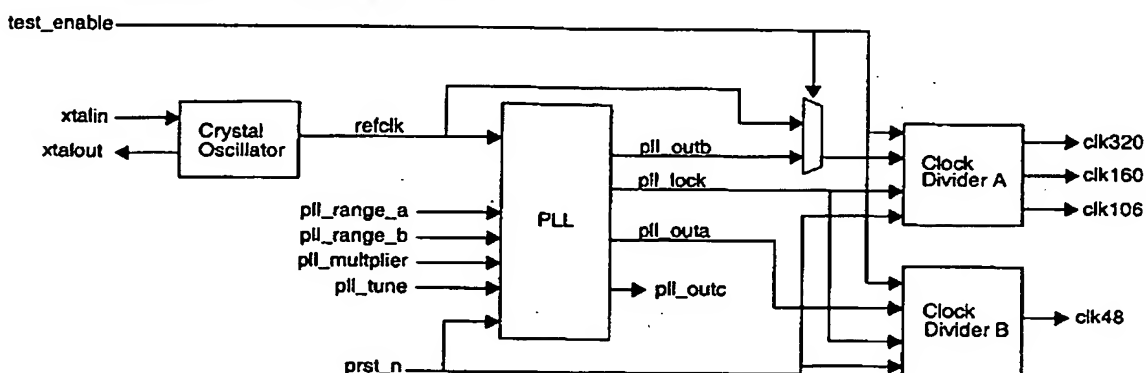 test_enable
xtalin
xtalout
Crystal
Oscillator
refclk
pll_range_a
pll_range_b
pll_multplier
pll_tune
prst_n
PLL
pll_outb
pll_lock
pll_outa
pll_outc
Clock
Divider A
clk320
clk160
clk106
Clock
Divider B
clk48